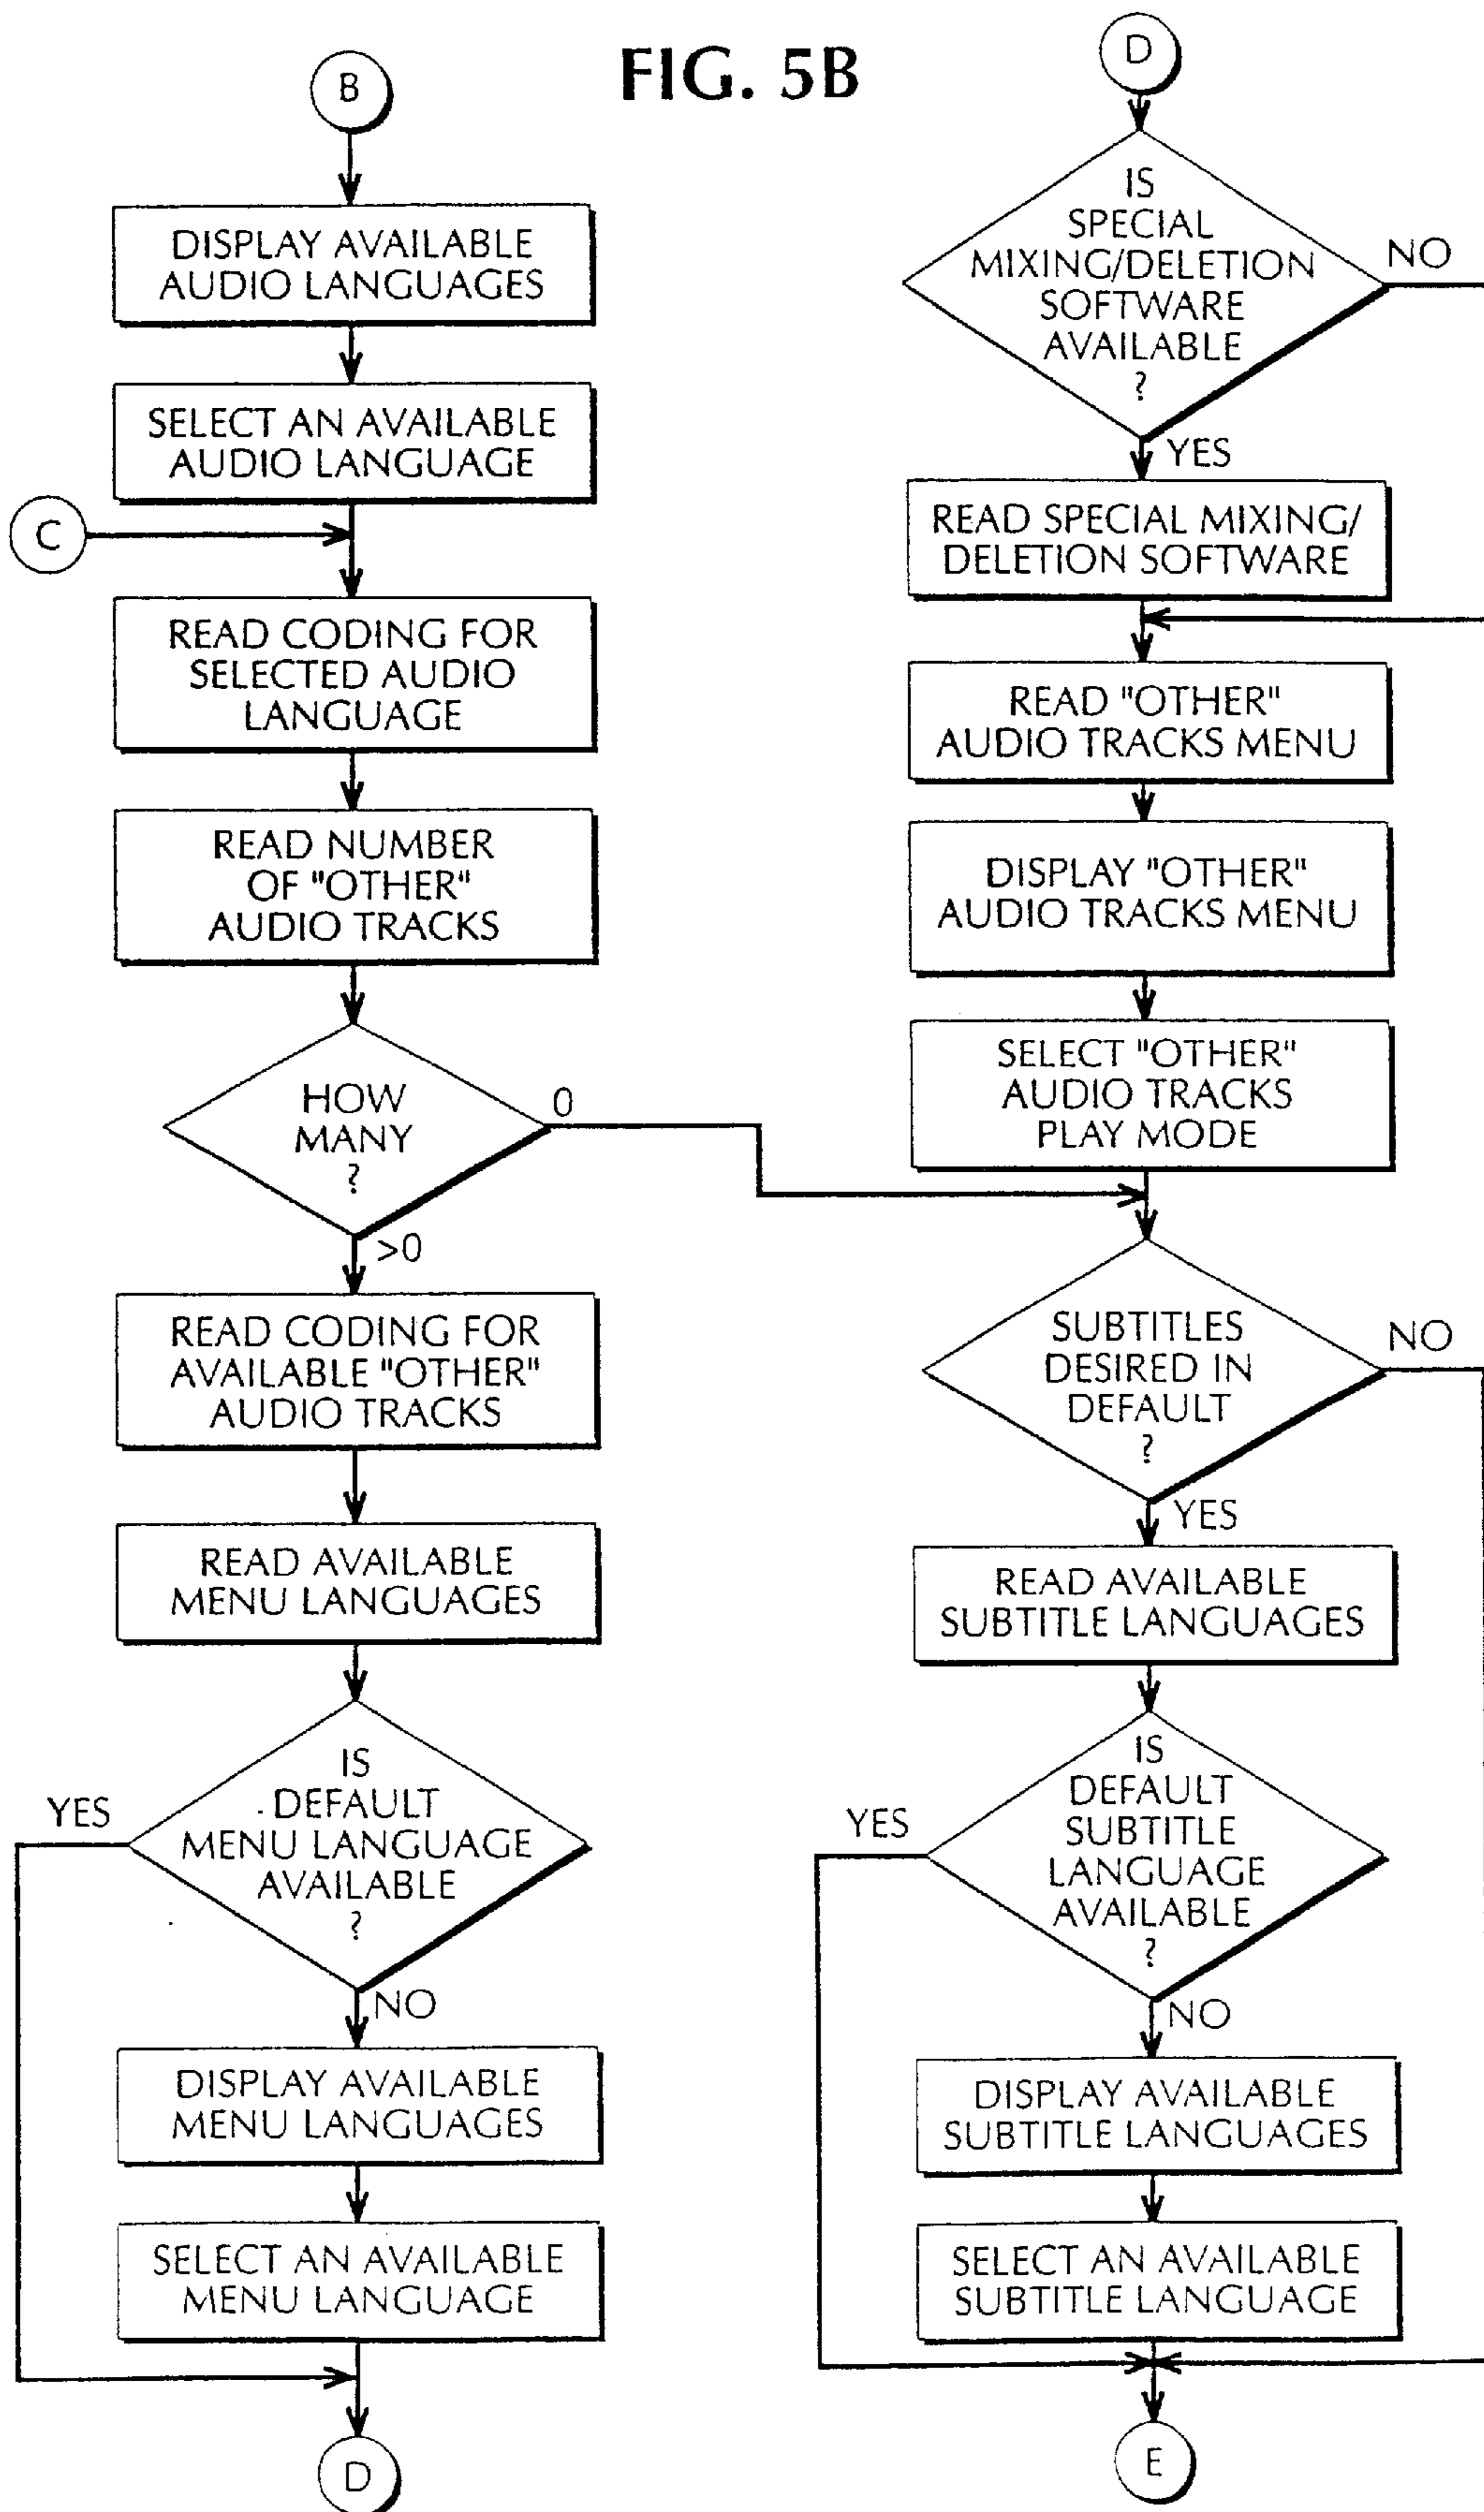 FIG. 5B
B
DISPLAY AVAILABLE
AUDIO LANGUAGES
SELECT AN AVAILABLE
AUDIO LANGUAGE
C
READ CODING FOR
SELECTED AUDIO
LANGUAGE
READ NUMBER
OF "OTHER"
AUDIO TRACKS
HOW
MANY
?
0
>0
READ CODING FOR
AVAILABLE "OTHER"
AUDIO TRACKS
READ AVAILABLE
MENU LANGUAGES
IS
DEFAULT
MENU LANGUAGE
AVAILABLE
?
YES
NO
DISPLAY AVAILABLE
MENU LANGUAGES
SELECT AN AVAILABLE
MENU LANGUAGE
D
D
IS
SPECIAL
MIXING/DELETION
SOFTWARE
AVAILABLE
?
NO
YES
READ SPECIAL MIXING/
DELETION SOFTWARE
READ "OTHER"
AUDIO TRACKS MENU
DISPLAY "OTHER"
AUDIO TRACKS MENU
SELECT "OTHER"
AUDIO TRACKS
PLAY MODE
SUBTITLES
DESIRED IN
DEFAULT
?
NO
YES
READ AVAILABLE
SUBTITLE LANGUAGES
IS
DEFAULT
SUBTITLE
LANGUAGE
AVAILABLE
?
YES
NO
DISPLAY AVAILABLE
SUBTITLE LANGUAGES
SELECT AN AVAILABLE
SUBTITLE LANGUAGE
E